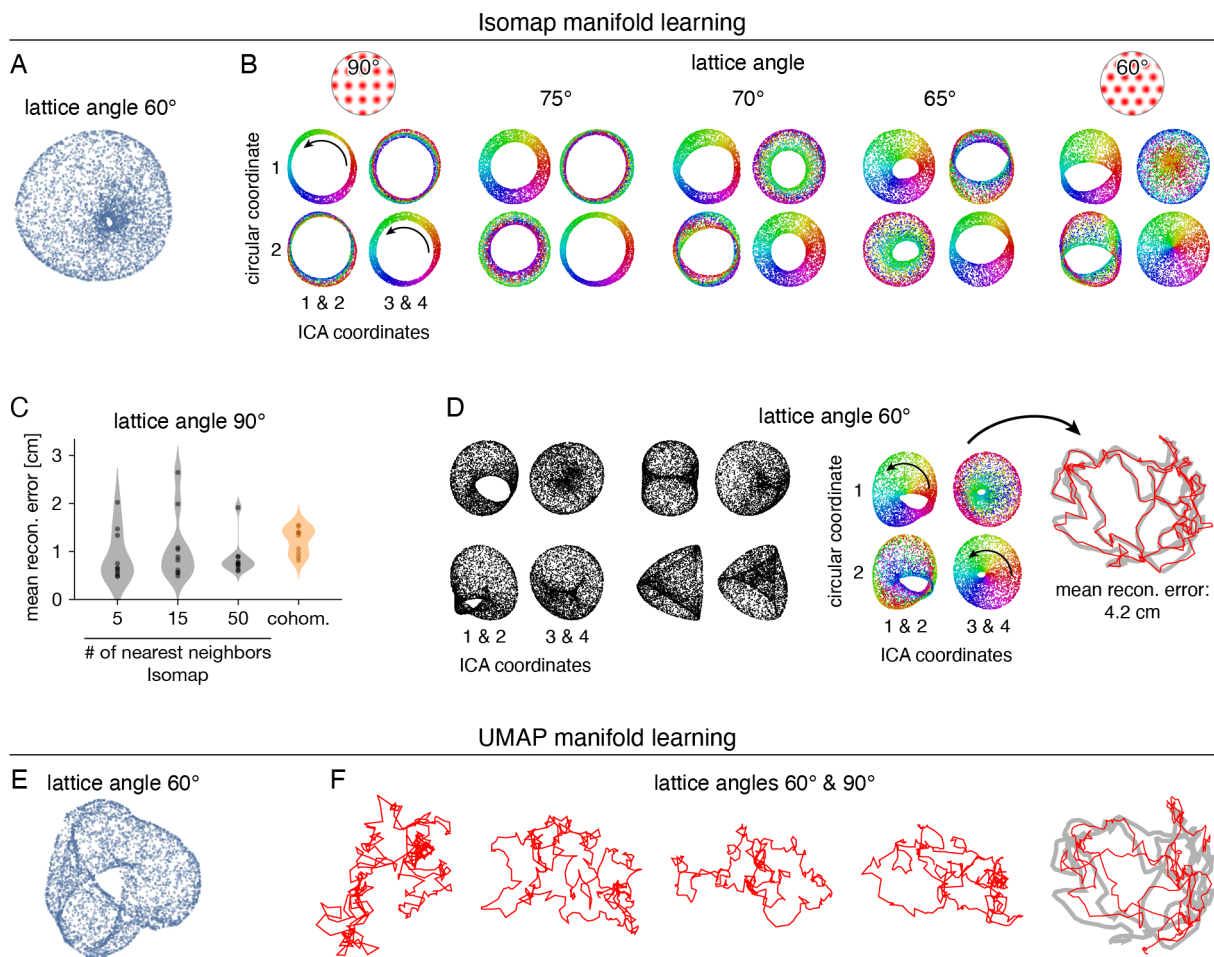 Isomap manifold learning
A
lattice angle 60°
B
90°
lattice angle
60°
75°
70°
65°
circular coordinate
1
2
1 & 2
3 & 4
ICA coordinates
C
lattice angle 90°
mean recon. error [cm]
3
2
1
0
5
15
50
cohom.
# of nearest neighbors
Isomap
D
lattice angle 60°
1 & 2
3 & 4
ICA coordinates
circular coordinate
1
2
1 & 2
3 & 4
ICA coordinates
mean recon. error:
4.2 cm
UMAP manifold learning
E
lattice angle 60°
F
lattice angles 60° & 90°